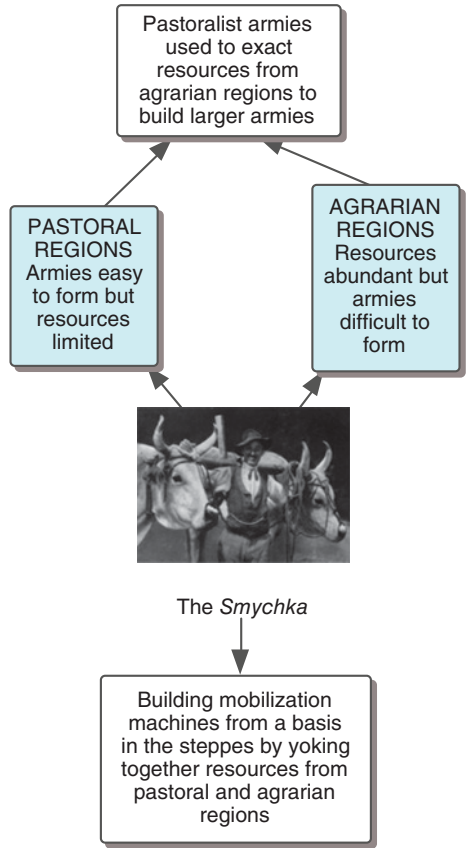 Pastoralist armies
used to exact
resources from
agrarian regions to
build larger armies
PASTORAL
REGIONS
Armies easy
to form but
resources
limited
AGRARIAN
REGIONS
Resources
abundant but
armies
difficult to
form
The Smychka
Building mobilization
machines from a basis
in the steppes by yoking
together resources from
pastoral and agrarian
regions